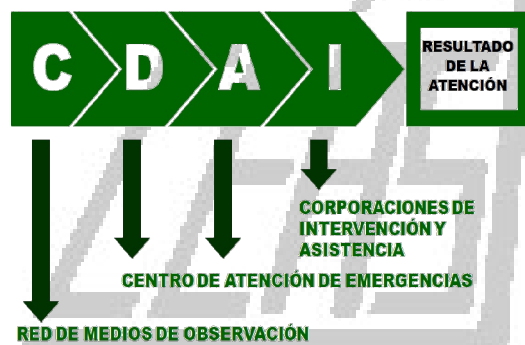 C D A I
RESULTADO
DE LA
ATENCIÓN
CORPORACIONES DE
INTERVENCIÓN Y
ASISTENCIA
CENTRO DE ATENCIÓN DE EMERGENCIAS
RED DE MEDIOS DE OBSERVACIÓN